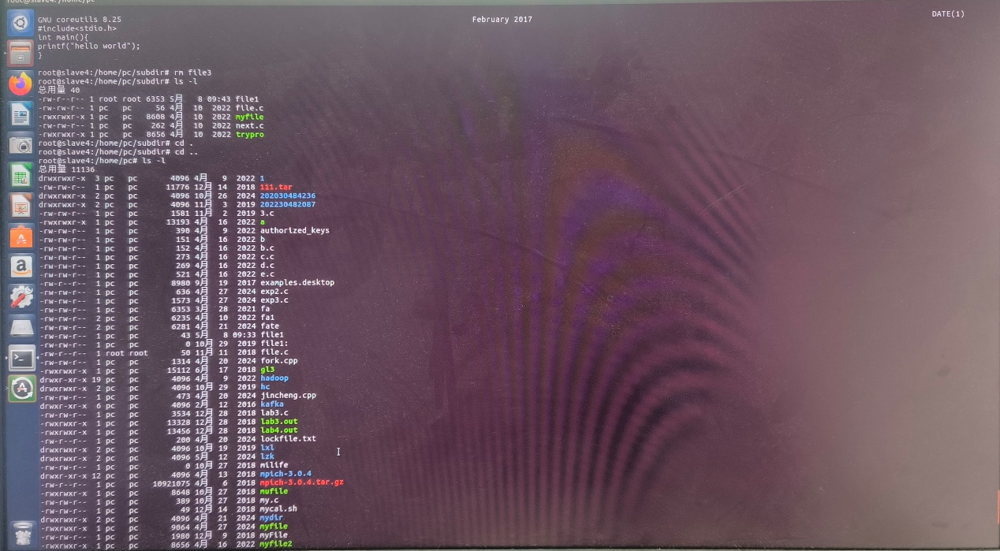 GNU coreutils 8.25 February 2017 DATE(1)
#include<stdio.h>
int main(){
printf("hello world");
}
root@slave4:/home/pc/subdir# rm file3
root@slave4:/home/pc/subdir# ls -l
总用量 40
-rw-r--r-- 1 root root 6353 5月 8 09:43 file1
-rw-rw-r-- 1 pc pc 56 4月 10 2022 file.c
-rwxrwxr-x 1 pc pc 8608 4月 10 2022 myfile
-rw-rw-r-- 1 pc pc 262 4月 10 2022 next.c
-rwxrwxr-x 1 pc pc 8656 4月 10 2022 trypro
root@slave4:/home/pc/subdir# cd .
root@slave4:/home/pc/subdir# cd ..
root@slave4:/home/pc# ls -l
总用量 11136
drwxrwxr-x 3 pc pc 4096 4月 9 2022 1
-rw-rw-r-- 1 pc pc 11776 12月 14 2018 111.tar
drwxrwxr-x 2 pc pc 4096 10月 26 2024 202030484236
drwxrwxr-x 2 pc pc 4096 11月 3 2019 202230482087
-rw-rw-r-- 1 pc pc 1581 11月 2 2019 3.c
-rwxrwxr-x 1 pc pc 13193 4月 16 2022 a
-rw-rw-r-- 1 pc pc 390 4月 9 2022 authorized_keys
-rw-rw-r-- 1 pc pc 151 4月 16 2022 b
-rw-rw-r-- 1 pc pc 152 4月 16 2022 b.c
-rw-rw-r-- 1 pc pc 273 4月 16 2022 c.c
-rw-rw-r-- 1 pc pc 269 4月 16 2022 d.c
-rw-rw-r-- 1 pc pc 521 4月 16 2022 e.c
-rw-r--r-- 1 pc pc 8980 9月 19 2017 examples.desktop
-rw-rw-r-- 1 pc pc 636 4月 27 2024 exp2.c
-rw-rw-r-- 1 pc pc 1573 4月 27 2024 exp3.c
-rw-rw-r-- 1 pc pc 6353 3月 28 2021 fa
-rw-rw-r-- 2 pc pc 6235 4月 10 2022 fa1
-rw-rw-r-- 2 pc pc 6281 4月 21 2024 fate
-rw-rw-r-- 1 pc pc 43 5月 8 09:33 file1
-rw-rw-r-- 1 pc pc 0 10月 29 2019 file1:
-rw-r--r-- 1 root root 50 11月 11 2018 file.c
-rw-rw-r-- 1 pc pc 1314 4月 20 2024 fork.cpp
-rwxrwxr-x 1 pc pc 15112 6月 17 2018 gl3
drwxr-xr-x 19 pc pc 4096 4月 9 2022 hadoop
drwxrwxr-x 2 pc pc 4096 10月 29 2019 hc
-rw-rw-r-- 1 pc pc 473 4月 20 2024 jincheng.cpp
drwxr-xr-x 6 pc pc 4096 2月 12 2016 kafka
-rw-rw-r-- 1 pc pc 3534 12月 28 2018 lab3.c
-rwxrwxr-x 1 pc pc 13328 12月 28 2018 lab3.out
-rwxrwxr-x 1 pc pc 13456 12月 28 2018 lab4.out
-rw-r--r-- 1 pc pc 200 4月 20 2024 lockfile.txt
drwxrwxr-x 2 pc pc 4096 10月 19 2019 lxl
drwxrwxr-x 2 pc pc 4096 5月 12 2024 lzk
-rw-rw-r-- 1 pc pc 0 10月 27 2018 milife
drwxr-xr-x 12 pc pc 4096 4月 13 2018 mpich-3.0.4
-rw-r--r-- 1 pc pc 10921075 4月 6 2018 mpich-3.0.4.tar.gz
-rwxrwxr-x 1 pc pc 8648 10月 27 2018 mufile
-rw-rw-r-- 1 pc pc 389 10月 27 2018 my.c
-rw-rw-r-- 1 pc pc 49 12月 14 2018 mycal.sh
drwxrwxr-x 2 pc pc 4096 4月 21 2024 mydir
-rwxrwxr-x 1 pc pc 9064 4月 27 2024 myfile
-rw-rw-r-- 1 pc pc 1980 12月 9 2018 myFile
-rwxrwxr-x 1 pc pc 8656 4月 16 2022 myfile2